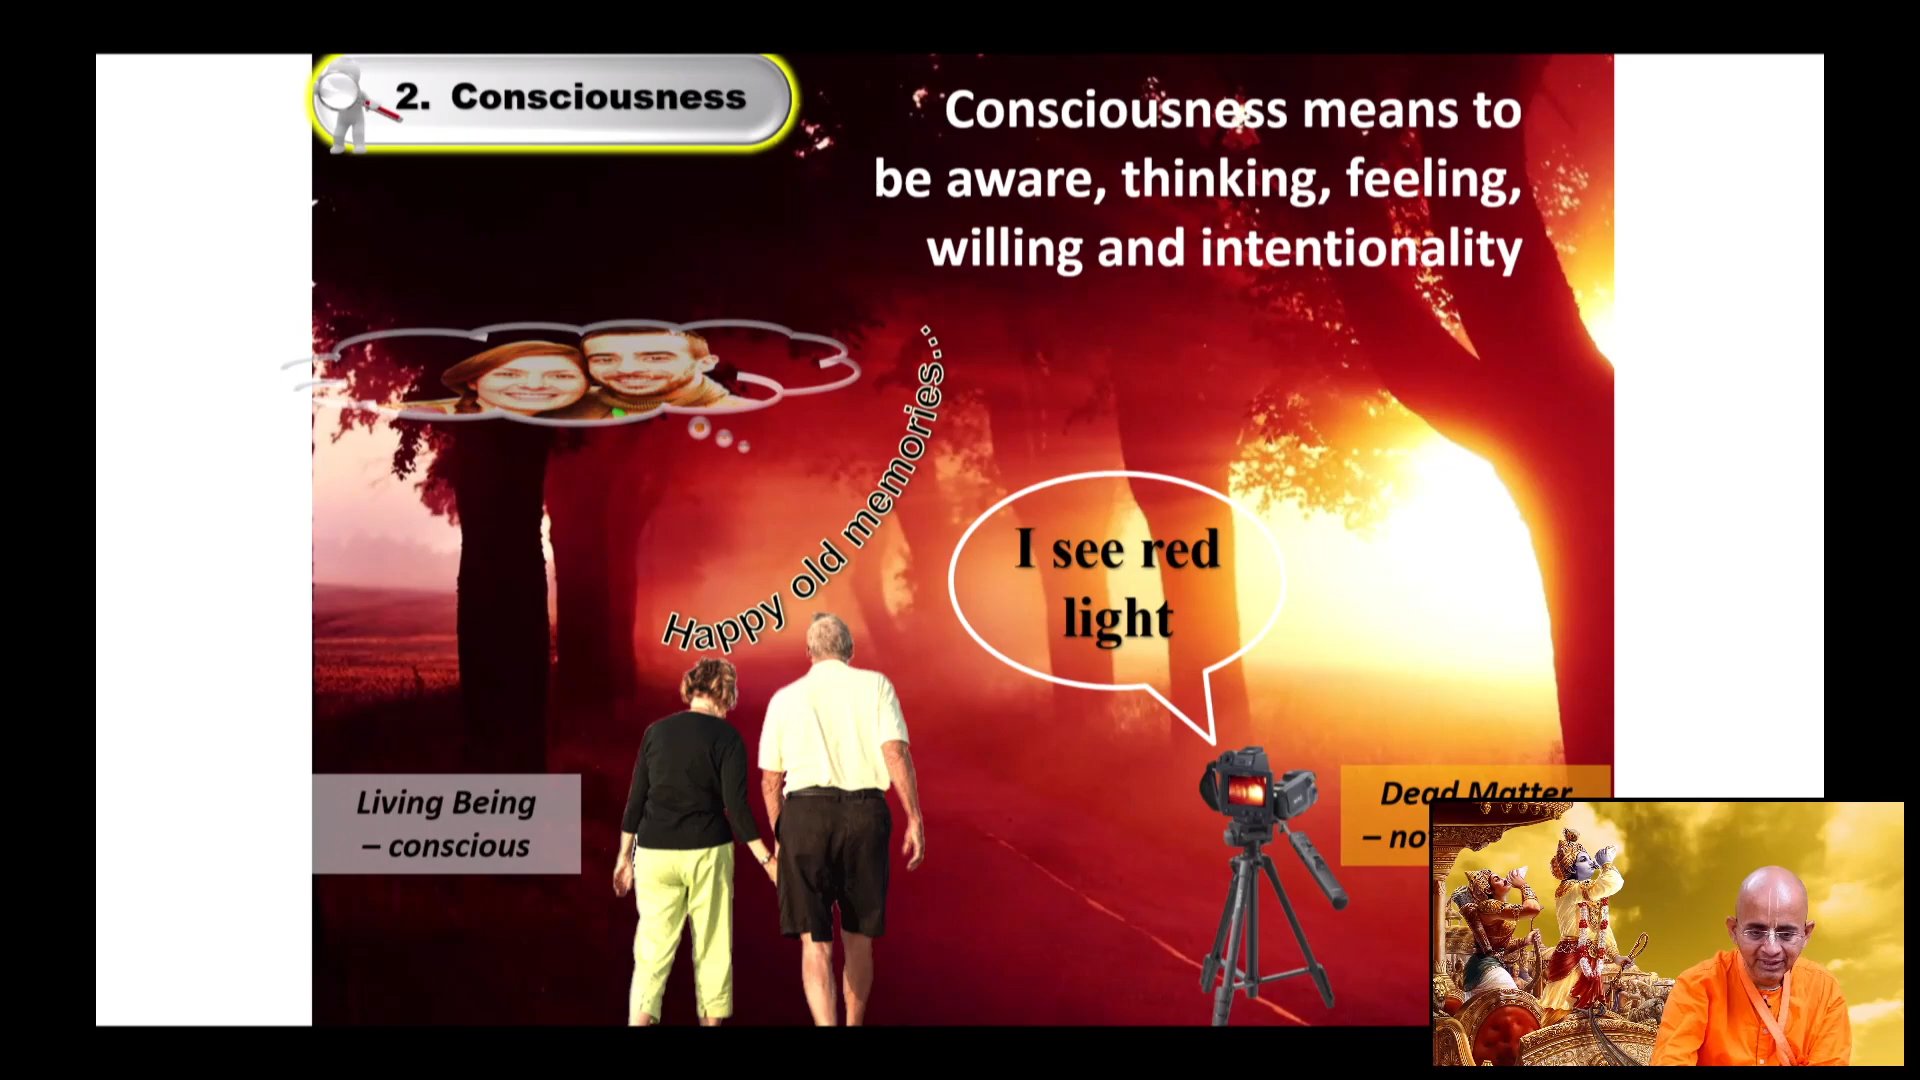 2. Consciousness
Consciousness means to
be aware, thinking, feeling,
willing and intentionality
Happy old memories...
I see red
light
Living Being
– conscious
Dead Matter
– no